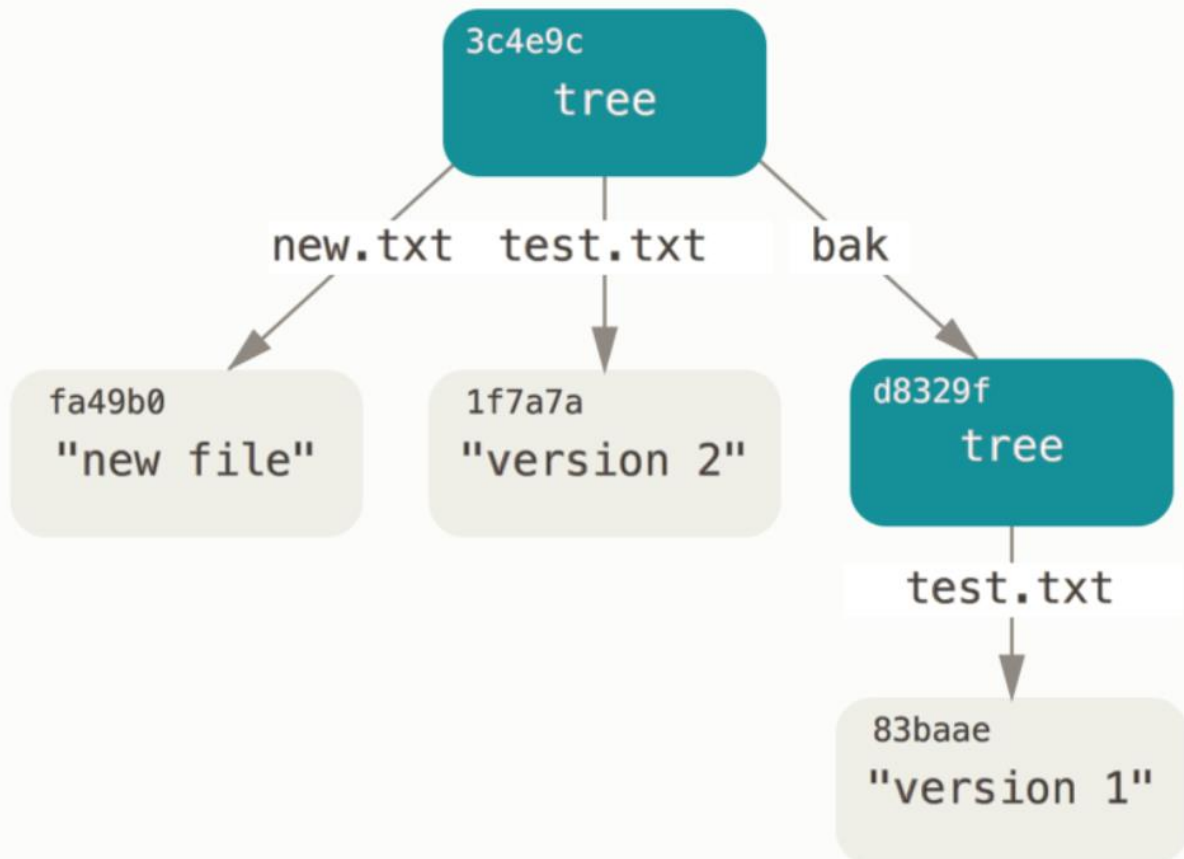 3c4e9c
tree
new.txt test.txt bak
fa49b0
"new file"
1f7a7a
"version 2"
d8329f
tree
test.txt
83baae
"version 1"